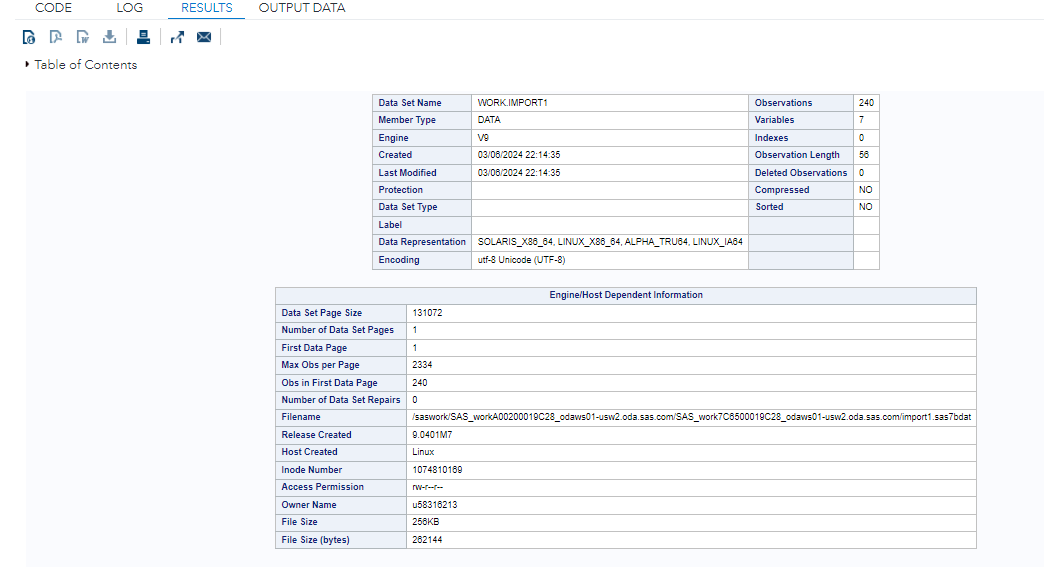 CODE LOG RESULTS OUTPUT DATA
Table of Contents
Data Set Name WORK.IMPORT1 Observations 240
Member Type DATA Variables 7
Engine V9 Indexes 0
Created 03/06/2024 22:14:35 Observation Length 56
Last Modified 03/06/2024 22:14:35 Deleted Observations 0
Protection Compressed NO
Data Set Type Sorted NO
Label
Data Representation SOLARIS_X86_64, LINUX_X86_64, ALPHA_TRU64, LINUX_IA64
Encoding utf-8 Unicode (UTF-8)
Engine/Host Dependent Information
Data Set Page Size 131072
Number of Data Set Pages 1
First Data Page 1
Max Obs per Page 2334
Obs in First Data Page 240
Number of Data Set Repairs 0
Filename /saswork/SAS_workA00200019C28_odaws01-usw2.oda.sas.com/SAS_work7C6500019C28_odaws01-usw2.oda.sas.com/import1.sas7bdat
Release Created 9.0401M7
Host Created Linux
Inode Number 1074810169
Access Permission rw-r--r--
Owner Name u58316213
File Size 256KB
File Size (bytes) 262144